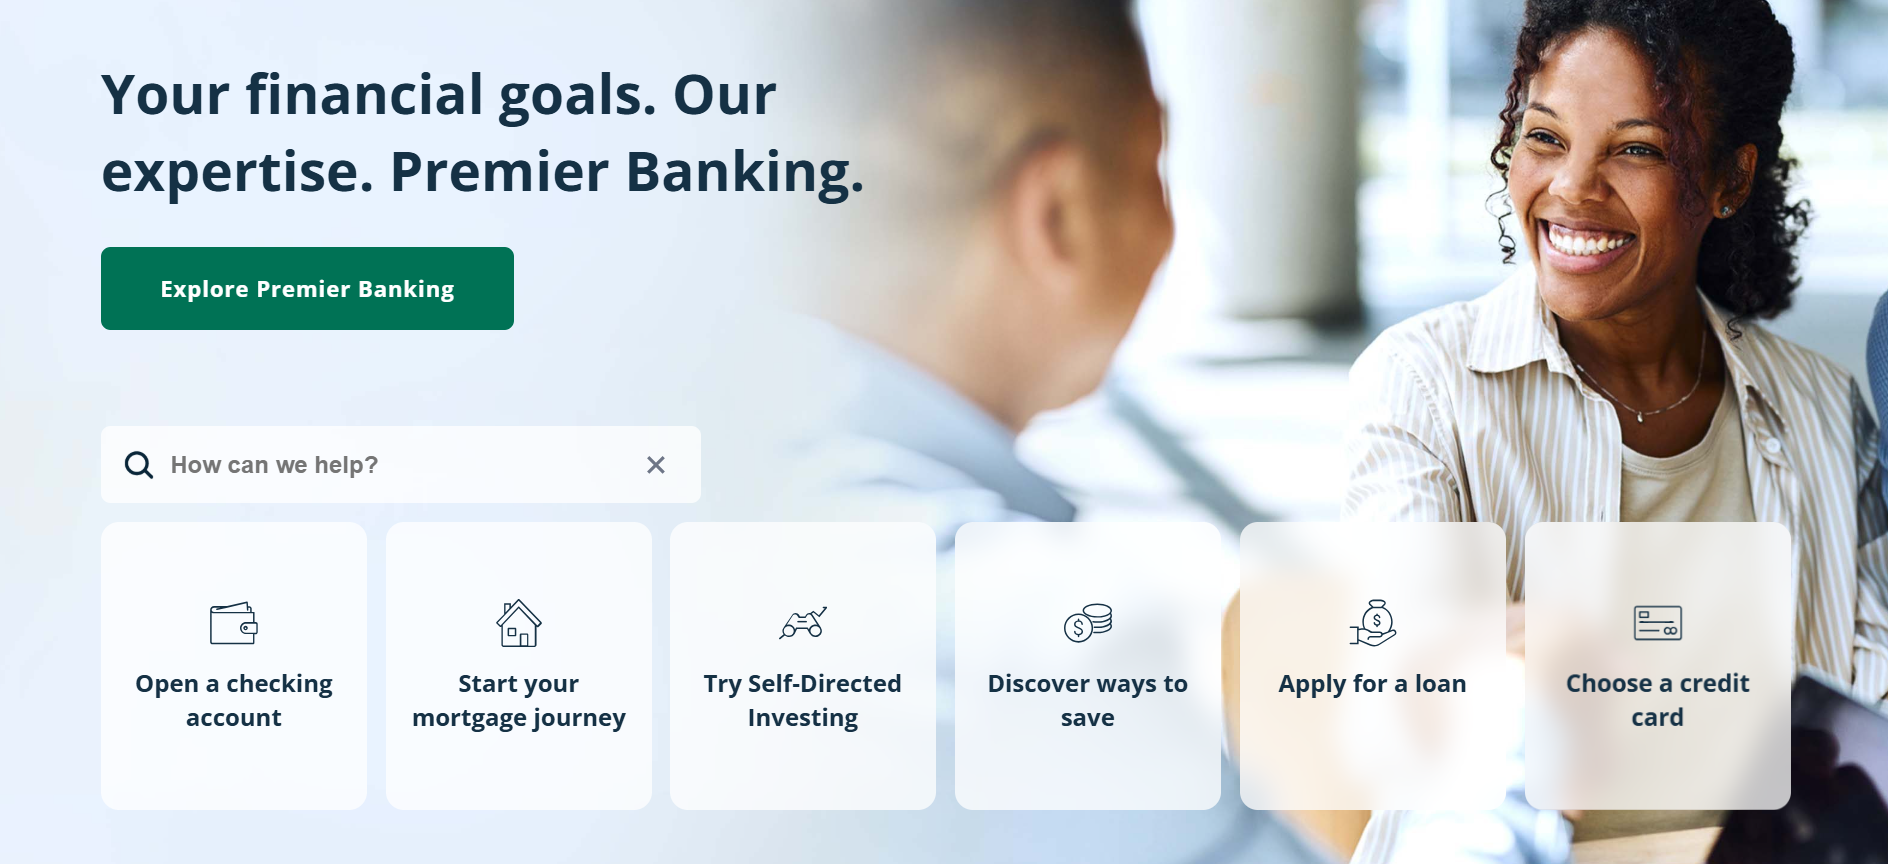 Your financial goals. Our
expertise. Premier Banking.
Explore Premier Banking
How can we help?
Open a checking
account
Start your
mortgage journey
Try Self-Directed
Investing
Discover ways to
save
Apply for a loan
Choose a credit
card